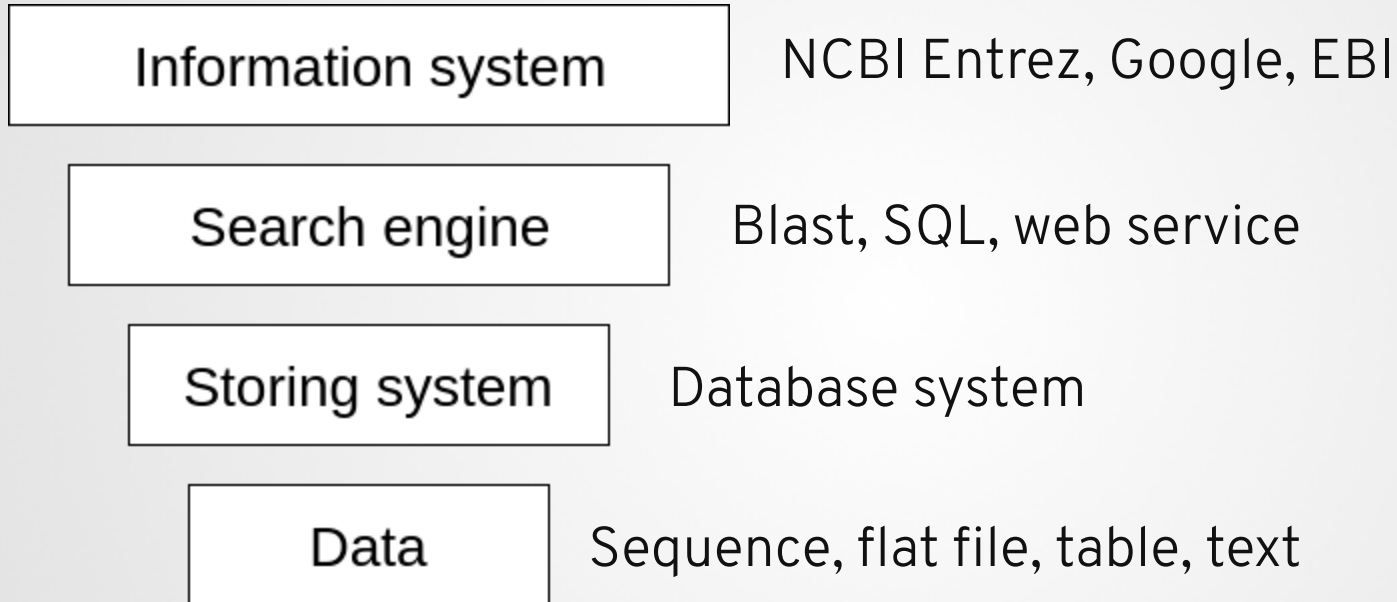 Information system
NCBI Entrez, Google, EBI
Search engine
Blast, SQL, web service
Storing system
Database system
Data
Sequence, flat file, table, text